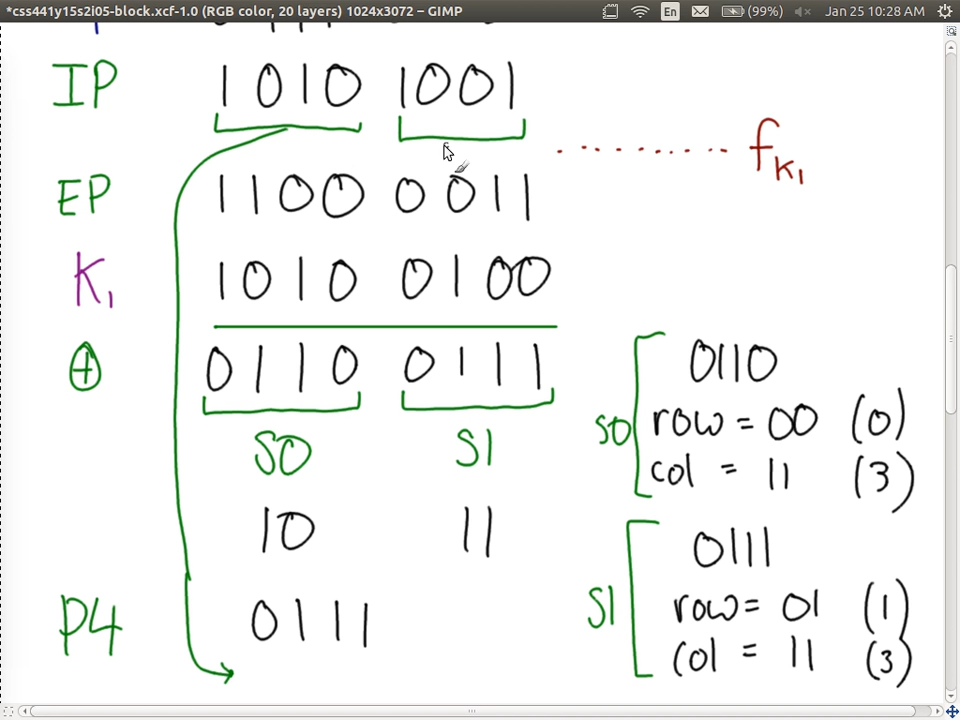 *css441y15s2i05-block.xcf-1.0 (RGB color, 20 layers) 1024x3072 – GIMP
En
(99%)
Jan 25 10:28 AM
IP 1010 1001
fK1
EP 1100 0011
K1 1010 0100
⊕ 0110 0111
S0 S1
10 11
P4 0111
S0
0110
row = 00 (0)
col = 11 (3)
S1
0111
row = 01 (1)
col = 11 (3)